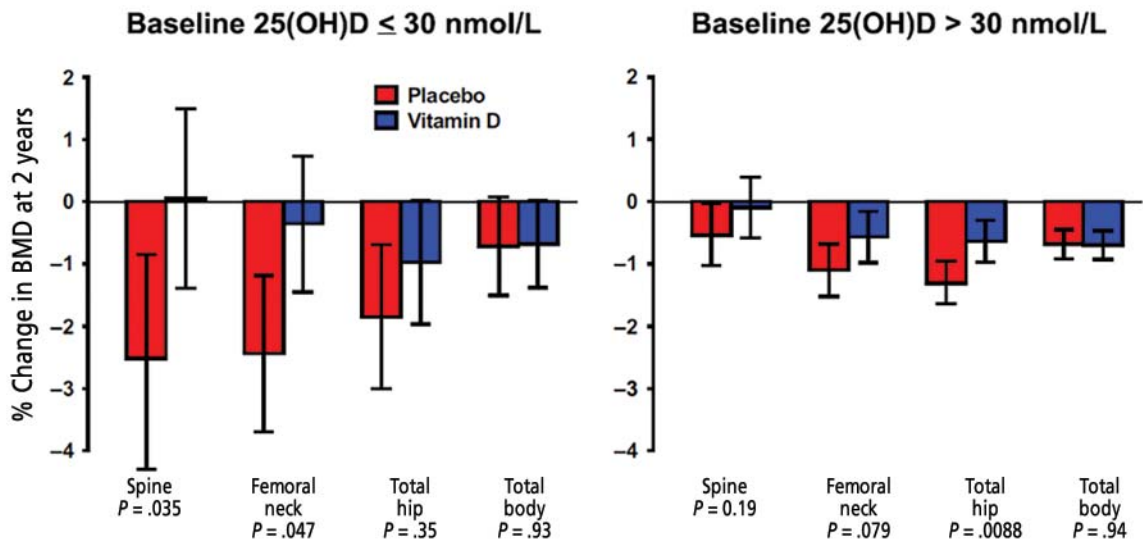 Baseline 25(OH)D ≤ 30 nmol/L
Baseline 25(OH)D > 30 nmol/L
% Change in BMD at 2 years
2
1
0
–1
–2
–3
–4
Placebo
Vitamin D
Spine
P = .035
Femoral
neck
P = .047
Total
hip
P = .35
Total
body
P = .93
2
1
0
–1
–2
–3
–4
Spine
P = 0.19
Femoral
neck
P = .079
Total
hip
P = .0088
Total
body
P = .94